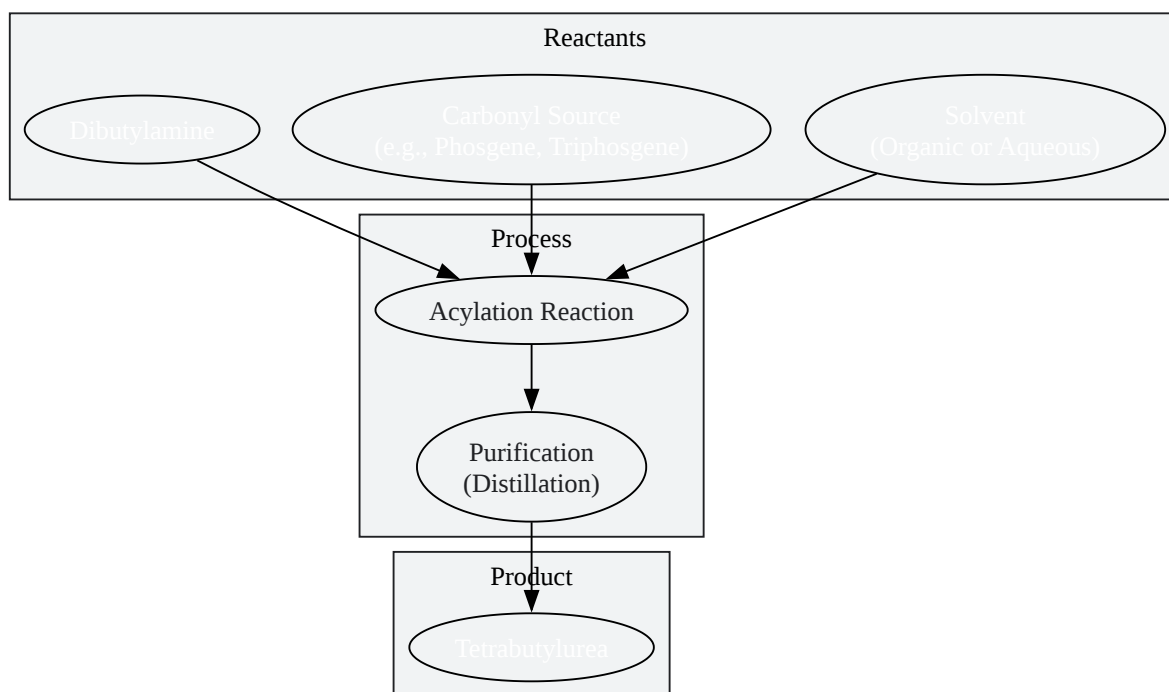 Reactants
Dibutylamine
Carbonyl Source
(e.g., Phosgene, Triphosgene)
Solvent
(Organic or Aqueous)
Process
Acylation Reaction
Purification
(Distillation)
Product
Tetrabutylurea